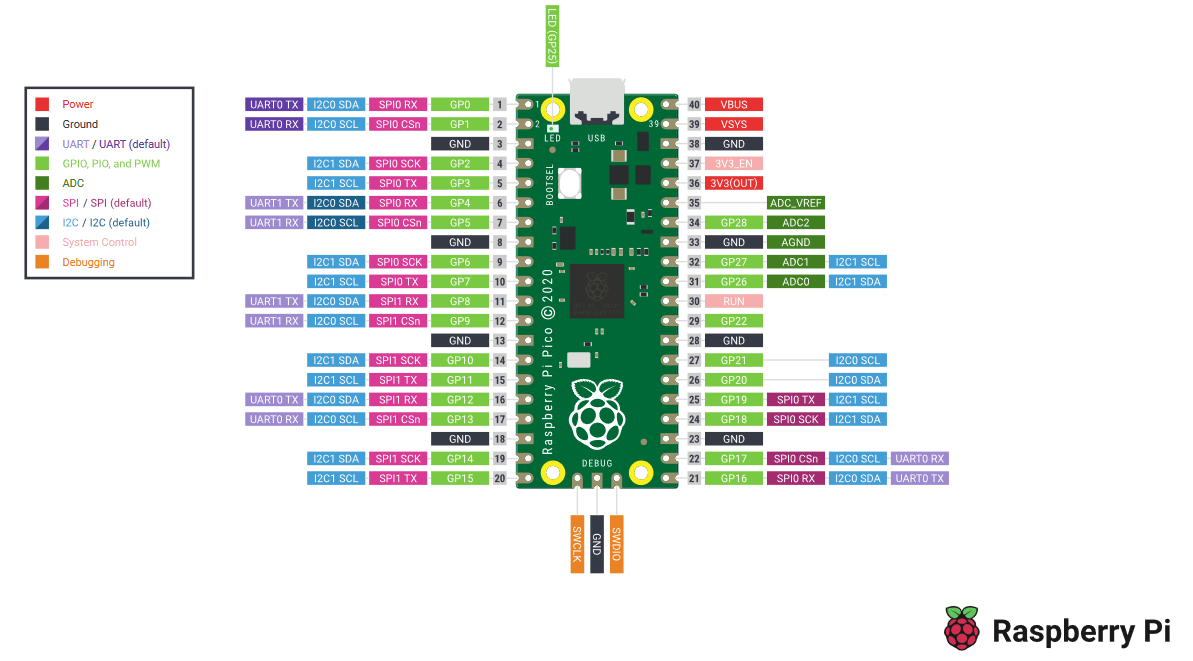 LED (GP25)
Power
Ground
UART / UART (default)
GPIO, PIO, and PWM
ADC
SPI / SPI (default)
I2C / I2C (default)
System Control
Debugging
UART0 TX I2C0 SDA SPI0 RX GP0 1
UART0 RX I2C0 SCL SPI0 CSn GP1 2
GND 3
I2C1 SDA SPI0 SCK GP2 4
I2C1 SCL SPI0 TX GP3 5
UART1 TX I2C0 SDA SPI0 RX GP4 6
UART1 RX I2C0 SCL SPI0 CSn GP5 7
GND 8
I2C1 SDA SPI0 SCK GP6 9
I2C1 SCL SPI0 TX GP7 10
UART1 TX I2C0 SDA SPI1 RX GP8 11
UART1 RX I2C0 SCL SPI1 CSn GP9 12
GND 13
I2C1 SDA SPI1 SCK GP10 14
I2C1 SCL SPI1 TX GP11 15
UART0 TX I2C0 SDA SPI1 RX GP12 16
UART0 RX I2C0 SCL SPI1 CSn GP13 17
GND 18
I2C1 SDA SPI1 SCK GP14 19
I2C1 SCL SPI1 TX GP15 20
1
2
39
LED
USB
BOOTSEL
Raspberry Pi Pico ©2020
DEBUG
40 VBUS
39 VSYS
38 GND
37 3V3_EN
36 3V3(OUT)
35 ADC_VREF
34 GP28 ADC2
33 GND AGND
32 GP27 ADC1 I2C1 SCL
31 GP26 ADC0 I2C1 SDA
30 RUN
29 GP22
28 GND
27 GP21 I2C0 SCL
26 GP20 I2C0 SDA
25 GP19 SPI0 TX I2C1 SCL
24 GP18 SPI0 SCK I2C1 SDA
23 GND
22 GP17 SPI0 CSn I2C0 SCL UART0 RX
21 GP16 SPI0 RX I2C0 SDA UART0 TX
SWCLK
GND
SWDIO
Raspberry Pi